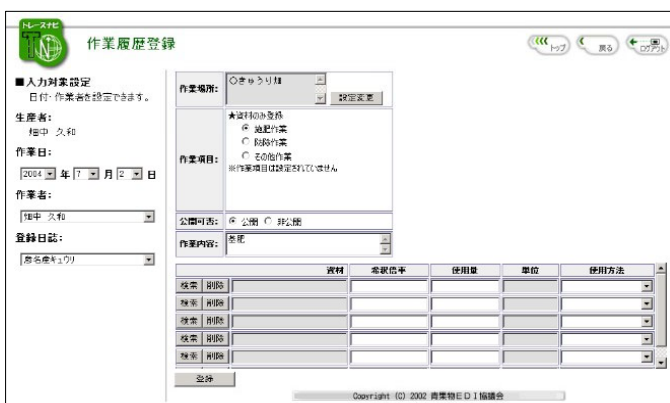 トレースナビ
作業履歴登録
トップ
戻る
ログアウト
■入力対象設定
日付・作業者を設定できます。
生産者:
畑中 久和
作業日:
2004 年 7 月 2 日
作業者:
畑中 久和
登録日誌:
作業場所:
○きゅうり畑
設定変更
作業項目:
★資材のみ登録
施肥作業
防除作業
その他作業
※作業項目は設定されていません
公開可否:
公開 非公開
作業内容:
基肥
資材 希釈倍率 使用量 単位 使用方法
検索 削除
検索 削除
検索 削除
検索 削除
検索 削除
登録
Copyright (C) 2002 青果物EDI協議会